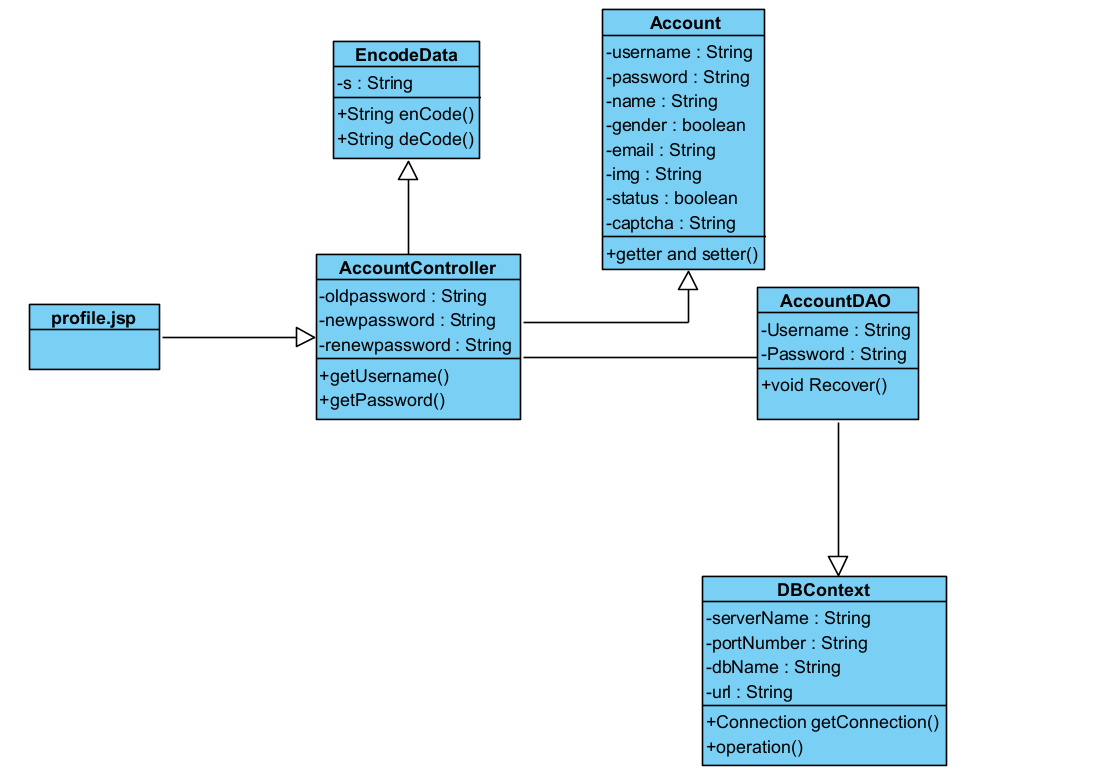 EncodeData
-s : String
+String enCode()
+String deCode()
Account
-username : String
-password : String
-name : String
-gender : boolean
-email : String
-img : String
-status : boolean
-captcha : String
+getter and setter()
profile.jsp
AccountController
-oldpassword : String
-newpassword : String
-renewpassword : String
+getUsername()
+getPassword()
AccountDAO
-Username : String
-Password : String
+void Recover()
DBContext
-serverName : String
-portNumber : String
-dbName : String
-url : String
+Connection getConnection()
+operation()